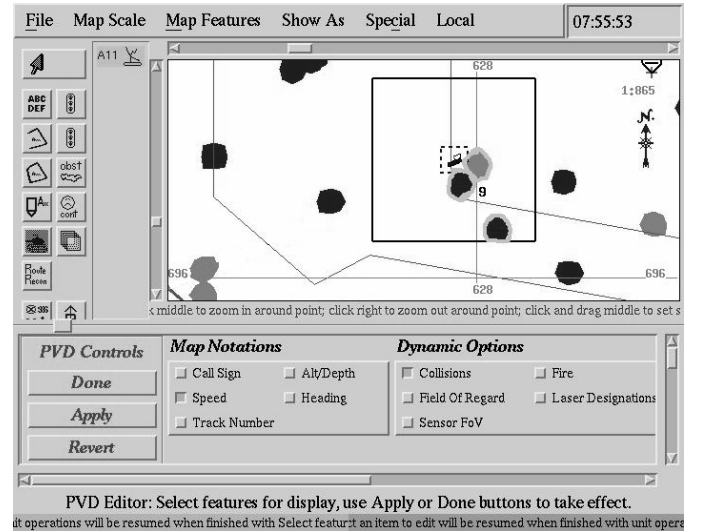 File Map Scale Map Features Show As Special Local 07:55:53
A11
ABC
DEF
obst
A
cont
Route
Recon
628
1:865
N.
9
696
696
628
middle to zoom in around point; click right to zoom out around point; click and drag middle to set s
PVD Controls
Done
Apply
Revert
Map Notations
Call Sign Alt/Depth
Speed Heading
Track Number
Dynamic Options
Collisions Fire
Field Of Regard Laser Designations
Sensor FoV
PVD Editor: Select features for display, use Apply or Done buttons to take effect.
it operations will be resumed when finished with Select featur an item to edit will be resumed when finished with unit opera